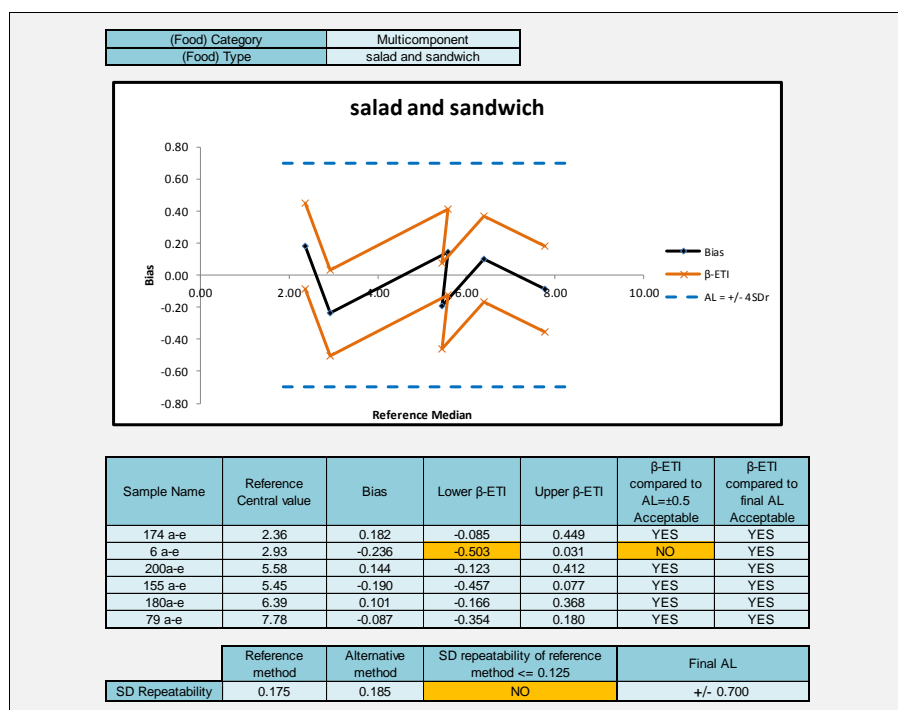 (Food) Category Multicomponent
(Food) Type salad and sandwich
salad and sandwich
0.80
0.60
0.40
0.20
0.00
-0.20
-0.40
-0.60
-0.80
0.00 2.00 4.00 6.00 8.00 10.00
Bias
Reference Median
Bias
β-ETI
AL = +/- 4SDr
Sample Name Reference Central value Bias Lower β-ETI Upper β-ETI β-ETI compared to AL=±0.5 Acceptable β-ETI compared to final AL Acceptable
174 a-e 2.36 0.182 -0.085 0.449 YES YES
6 a-e 2.93 -0.236 -0.503 0.031 NO YES
200a-e 5.58 0.144 -0.123 0.412 YES YES
155 a-e 5.45 -0.190 -0.457 0.077 YES YES
180a-e 6.39 0.101 -0.166 0.368 YES YES
79 a-e 7.78 -0.087 -0.354 0.180 YES YES
Reference method Alternative method SD repeatability of reference method <= 0.125 Final AL
SD Repeatability 0.175 0.185 NO +/- 0.700